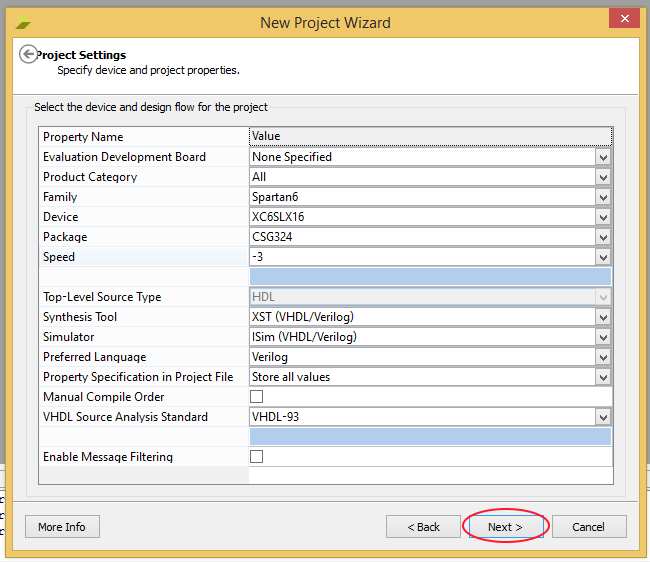 New Project Wizard
Project Settings
Specify device and project properties.
Select the device and design flow for the project
Property Name Value
Evaluation Development Board None Specified
Product Category All
Family Spartan6
Device XC6SLX16
Package CSG324
Speed -3
Top-Level Source Type HDL
Synthesis Tool XST (VHDL/Verilog)
Simulator ISim (VHDL/Verilog)
Preferred Language Verilog
Property Specification in Project File Store all values
Manual Compile Order
VHDL Source Analysis Standard VHDL-93
Enable Message Filtering
More Info < Back Next > Cancel